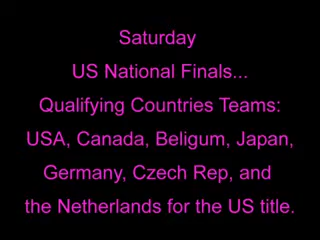 Saturday
US National Finals...
Qualifying Countries Teams:
USA, Canada, Beligum, Japan,
Germany, Czech Rep, and
the Netherlands for the US title.